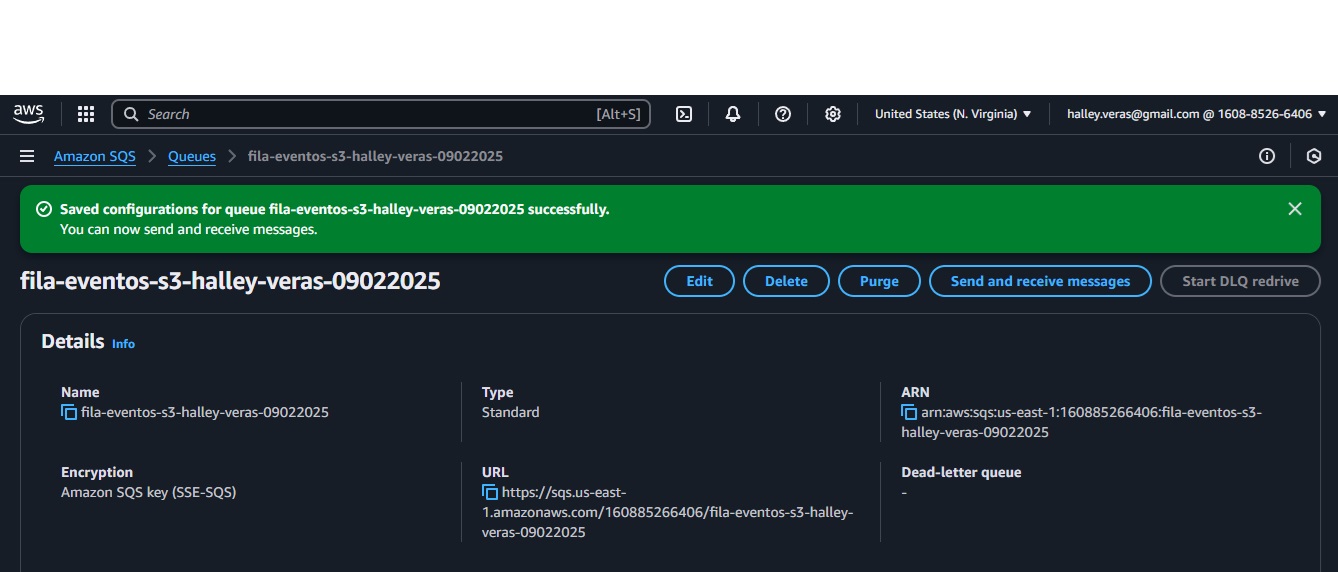 aws
Search [Alt+S] United States (N. Virginia) halley.veras@gmail.com @ 1608-8526-6406
Amazon SQS Queues fila-eventos-s3-halley-veras-09022025
Saved configurations for queue fila-eventos-s3-halley-veras-09022025 successfully.
You can now send and receive messages.
fila-eventos-s3-halley-veras-09022025
Edit Delete Purge Send and receive messages Start DLQ redrive
Details Info
Name
fila-eventos-s3-halley-veras-09022025
Type
Standard
ARN
arn:aws:sqs:us-east-1:160885266406:fila-eventos-s3-
halley-veras-09022025
Encryption
Amazon SQS key (SSE-SQS)
URL
https://sqs.us-east-
1.amazonaws.com/160885266406/fila-eventos-s3-halley-
veras-09022025
Dead-letter queue
-